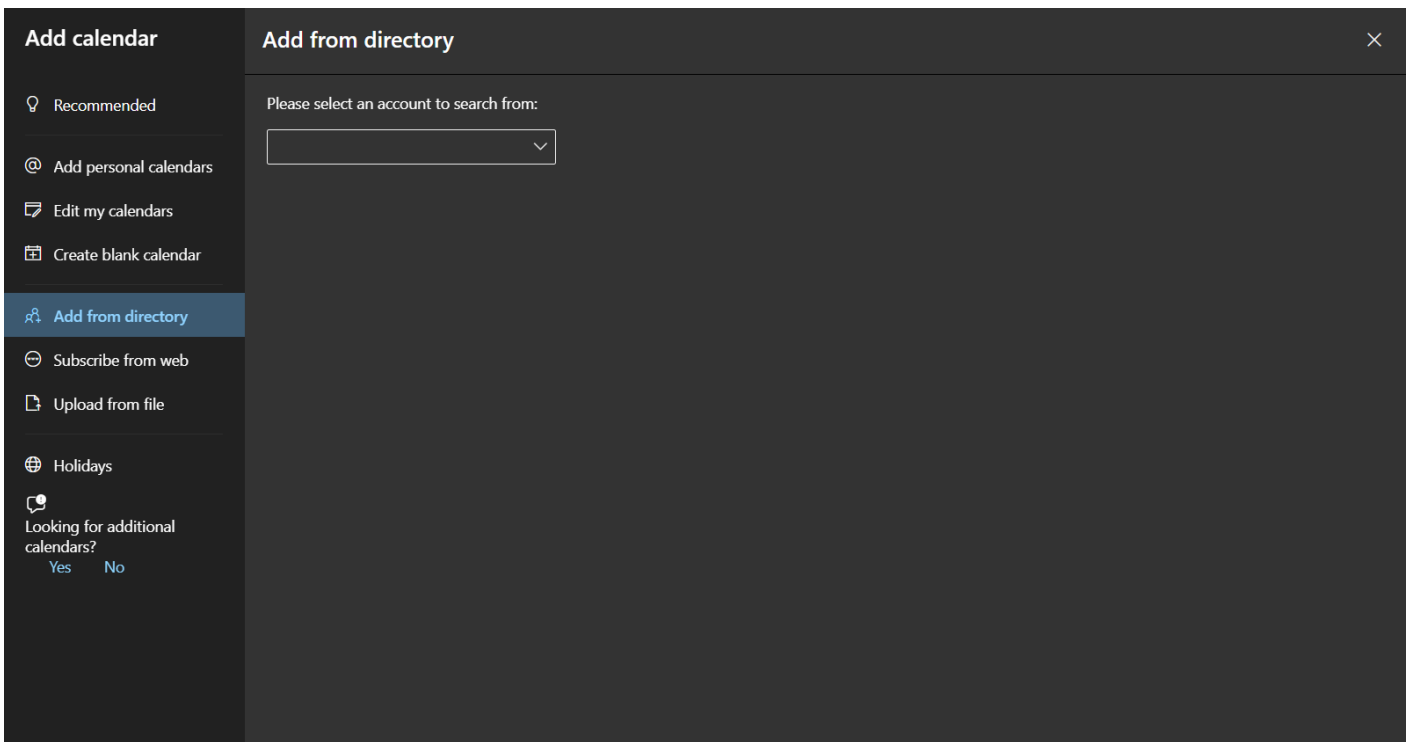 Add calendar
Add from directory
Recommended
Please select an account to search from:
Add personal calendars
Edit my calendars
Create blank calendar
Add from directory
Subscribe from web
Upload from file
Holidays
Looking for additional
calendars?
Yes No